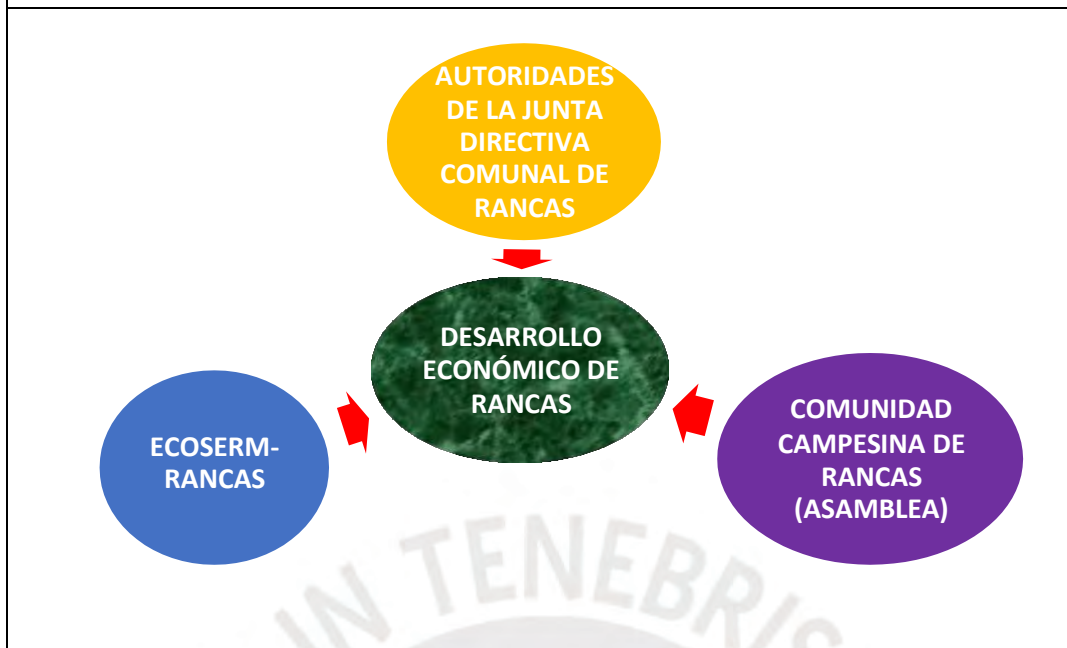 AUTORIDADES
DE LA JUNTA
DIRECTIVA
COMUNAL DE
RANCAS
DESARROLLO
ECONÓMICO DE
RANCAS
ECOSERM-
RANCAS
COMUNIDAD
CAMPESINA DE
RANCAS
(ASAMBLEA)
IN TENEBRIS